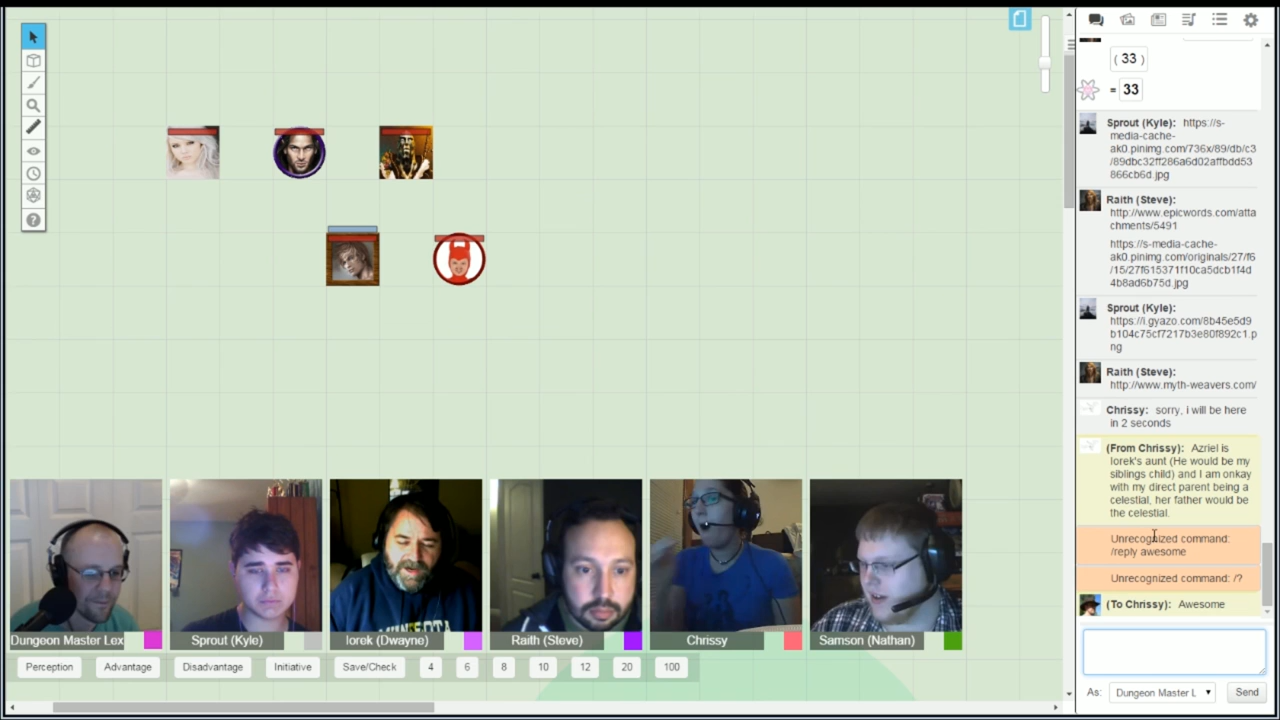 ( 33 )
= 33
Sprout (Kyle): https://s-
media-cache-
ak0.pinimg.com/736x/89/db/c3
/89dbc32ff286a6d02affbdd53
866cb6d.jpg
Raith (Steve):
http://www.epicwords.com/atta
chments/5491
https://s-media-cache-
ak0.pinimg.com/originals/27/f6
/15/27f615371f10ca5dcb1f4d
4b8ad6b75d.jpg
Sprout (Kyle):
https://i.gyazo.com/8b45e5d9
b104c75cf7217b3e80f892c1.p
ng
Raith (Steve):
http://www.myth-weavers.com/
Chrissy: sorry, i will be here
in 2 seconds
(From Chrissy): Azriel is
Iorek's aunt (He would be my
siblings child) and I am onkay
with my direct parent being a
celestial, her father would be
the celestial.
Unrecognized command:
/reply awesome
Unrecognized command: /?
(To Chrissy): Awesome
MINNESOTA
Dungeon Master Lex
Sprout (Kyle)
Iorek (Dwayne)
Raith (Steve)
Chrissy
Samson (Nathan)
Perception Advantage Disadvantage Initiative Save/Check 4 6 8 10 12 20 100
As: Dungeon Master L Send